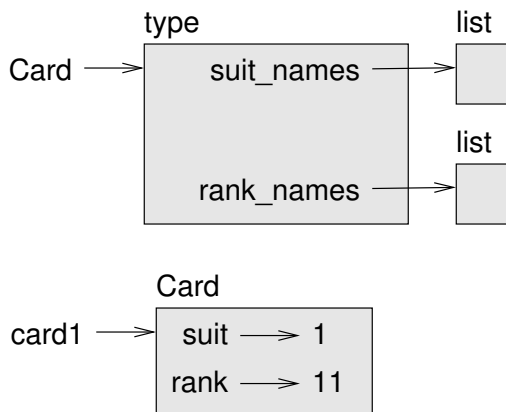 type list
Card suit_names
list
rank_names
Card
card1 suit 1
rank 11